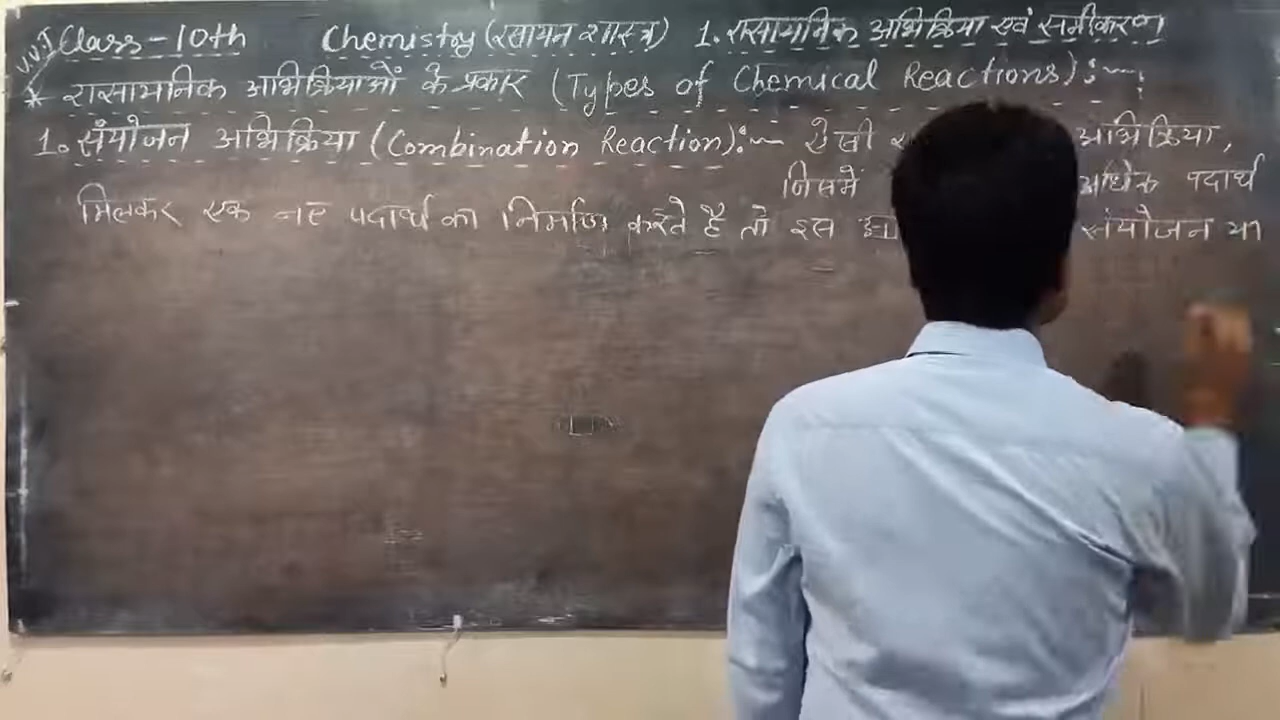 V.V.I Class-10th Chemistry (रसायन शास्त्र) 1. रासायनिक अभिक्रिया एवं समीकरण
* रासायनिक अभिक्रियाओं के प्रकार (Types of Chemical Reactions):-
1. संयोजन अभिक्रिया (Combination Reaction):- ऐसी अभिक्रिया,
जिसमें अधिक पदार्थ
मिलकर एक नए पदार्थ का निर्माण करते है तो इस संयोजन या